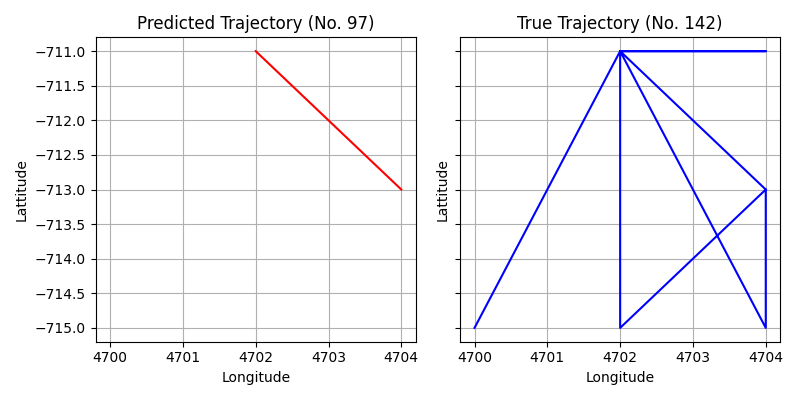 Predicted Trajectory (No. 97)
True Trajectory (No. 142)
−711.0
−711.5
−712.0
−712.5
−713.0
−713.5
−714.0
−714.5
−715.0
Lattitude
Lattitude
4700 4701 4702 4703 4704
4700 4701 4702 4703 4704
Longitude
Longitude